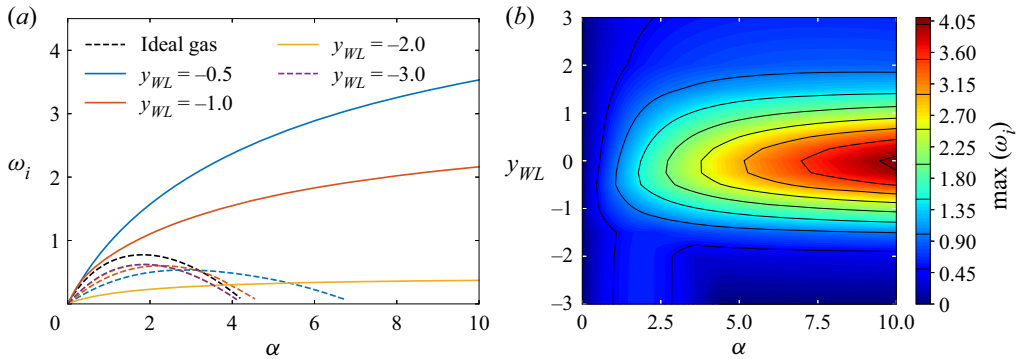 (a)
4
3
2
1
0
2
4
6
8
10
ω_i
α
Ideal gas
y_WL = –0.5
y_WL = –1.0
y_WL = –2.0
y_WL = –3.0
(b)
3
2
1
0
–1
–2
–3
0
2.5
5.0
7.5
10.0
y_WL
α
4.05
3.60
3.15
2.70
2.25
1.80
1.35
0.90
0.45
0
max (ω_i)